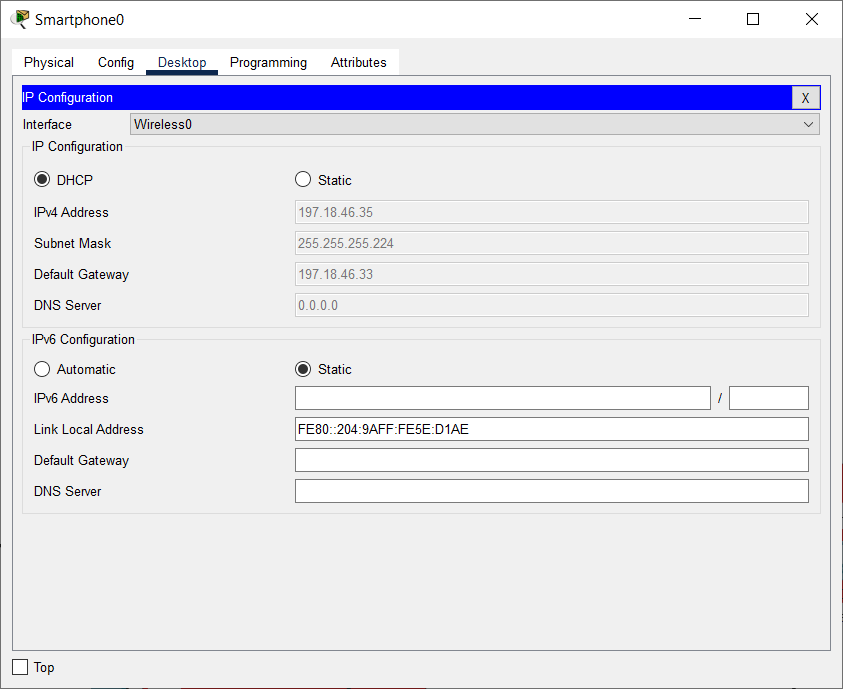 Smartphone0
Physical Config Desktop Programming Attributes
IP Configuration X
Interface Wireless0
IP Configuration
DHCP Static
IPv4 Address 197.18.46.35
Subnet Mask 255.255.255.224
Default Gateway 197.18.46.33
DNS Server 0.0.0.0
IPv6 Configuration
Automatic Static
IPv6 Address /
Link Local Address FE80::204:9AFF:FE5E:D1AE
Default Gateway
DNS Server
Top